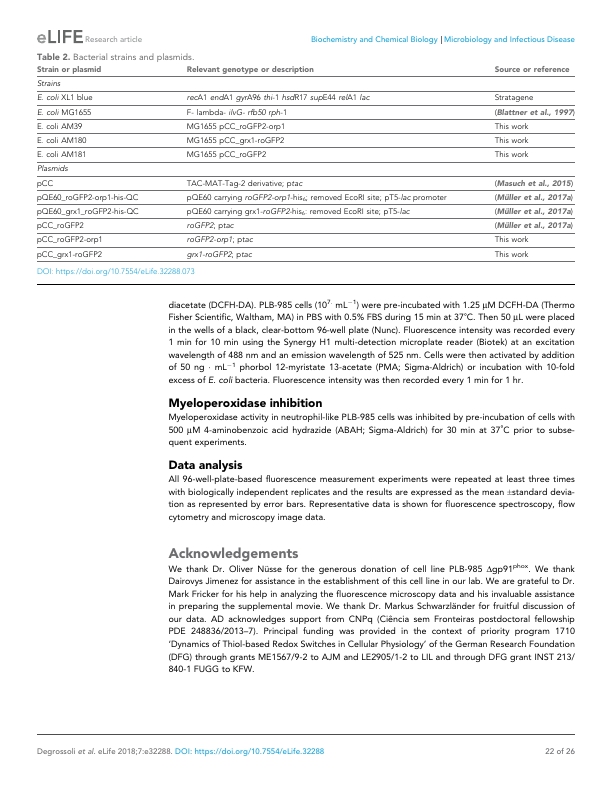 eLIFE Research article
Biochemistry and Chemical Biology | Microbiology and Infectious Disease
Table 2. Bacterial strains and plasmids.
Strain or plasmid Relevant genotype or description Source or reference
Strains
E. coli XL1 blue recA1 endA1 gyrA96 thi-1 hsdR17 supE44 relA1 lac Stratagene
E. coli MG1655 F- lambda- ilvG- rfb50 rph-1 (Blattner et al., 1997)
E. coli AM39 MG1655 pCC_roGFP2-orp1 This work
E. coli AM180 MG1655 pCC_grx1-roGFP2 This work
E. coli AM181 MG1655 pCC_roGFP2 This work
Plasmids
pCC TAC-MAT-Tag-2 derivative; ptac (Masuch et al., 2015)
pQE60_roGFP2-orp1-his-QC pQE60 carrying roGFP2-orp1-his₆; removed EcoRI site; pT5-lac promoter (Müller et al., 2017a)
pQE60_grx1_roGFP2-his-QC pQE60 carrying grx1-roGFP2-his₆: removed EcoRI site; pT5-lac (Müller et al., 2017a)
pCC_roGFP2 roGFP2; ptac (Müller et al., 2017a)
pCC_roGFP2-orp1 roGFP2-orp1; ptac This work
pCC_grx1-roGFP2 grx1-roGFP2; ptac This work
DOI: https://doi.org/10.7554/eLife.32288.073
diacetate (DCFH-DA). PLB-985 cells (10⁷· mL⁻¹) were pre-incubated with 1.25 µM DCFH-DA (Thermo
Fisher Scientific, Waltham, MA) in PBS with 0.5% FBS during 15 min at 37°C. Then 50 µL were placed
in the wells of a black, clear-bottom 96-well plate (Nunc). Fluorescence intensity was recorded every
1 min for 10 min using the Synergy H1 multi-detection microplate reader (Biotek) at an excitation
wavelength of 488 nm and an emission wavelength of 525 nm. Cells were then activated by addition
of 50 ng · mL⁻¹ phorbol 12-myristate 13-acetate (PMA; Sigma-Aldrich) or incubation with 10-fold
excess of E. coli bacteria. Fluorescence intensity was then recorded every 1 min for 1 hr.
Myeloperoxidase inhibition
Myeloperoxidase activity in neutrophil-like PLB-985 cells was inhibited by pre-incubation of cells with
500 µM 4-aminobenzoic acid hydrazide (ABAH; Sigma-Aldrich) for 30 min at 37°C prior to subse-
quent experiments.
Data analysis
All 96-well-plate-based fluorescence measurement experiments were repeated at least three times
with biologically independent replicates and the results are expressed as the mean ±standard devia-
tion as represented by error bars. Representative data is shown for fluorescence spectroscopy, flow
cytometry and microscopy image data.
Acknowledgements
We thank Dr. Oliver Nüsse for the generous donation of cell line PLB-985 Δgp91ᵖʰᵒˣ. We thank
Dairovys Jimenez for assistance in the establishment of this cell line in our lab. We are grateful to Dr.
Mark Fricker for his help in analyzing the fluorescence microscopy data and his invaluable assistance
in preparing the supplemental movie. We thank Dr. Markus Schwarzländer for fruitful discussion of
our data. AD acknowledges support from CNPq (Ciência sem Fronteiras postdoctoral fellowship
PDE 248836/2013–7). Principal funding was provided in the context of priority program 1710
‘Dynamics of Thiol-based Redox Switches in Cellular Physiology’ of the German Research Foundation
(DFG) through grants ME1567/9-2 to AJM and LE2905/1-2 to LIL and through DFG grant INST 213/
840-1 FUGG to KFW.
Degrossoli et al. eLife 2018;7:e32288. DOI: https://doi.org/10.7554/eLife.32288
22 of 26